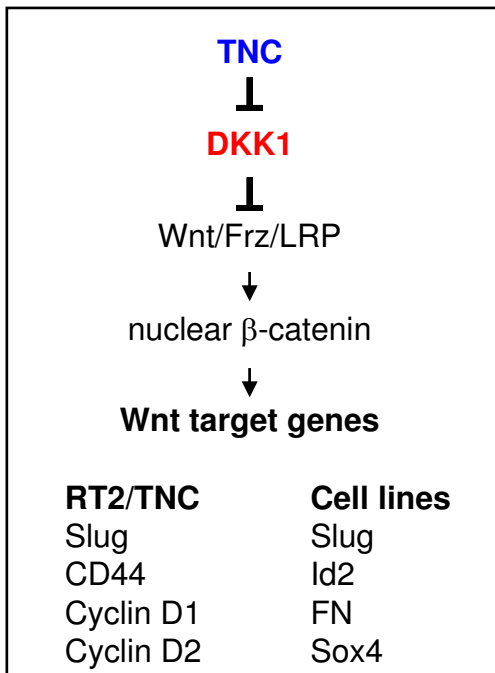 TNC
DKK1
Wnt/Frz/LRP
nuclear β-catenin
Wnt target genes
RT2/TNC Cell lines
Slug Slug
CD44 Id2
Cyclin D1 FN
Cyclin D2 Sox4